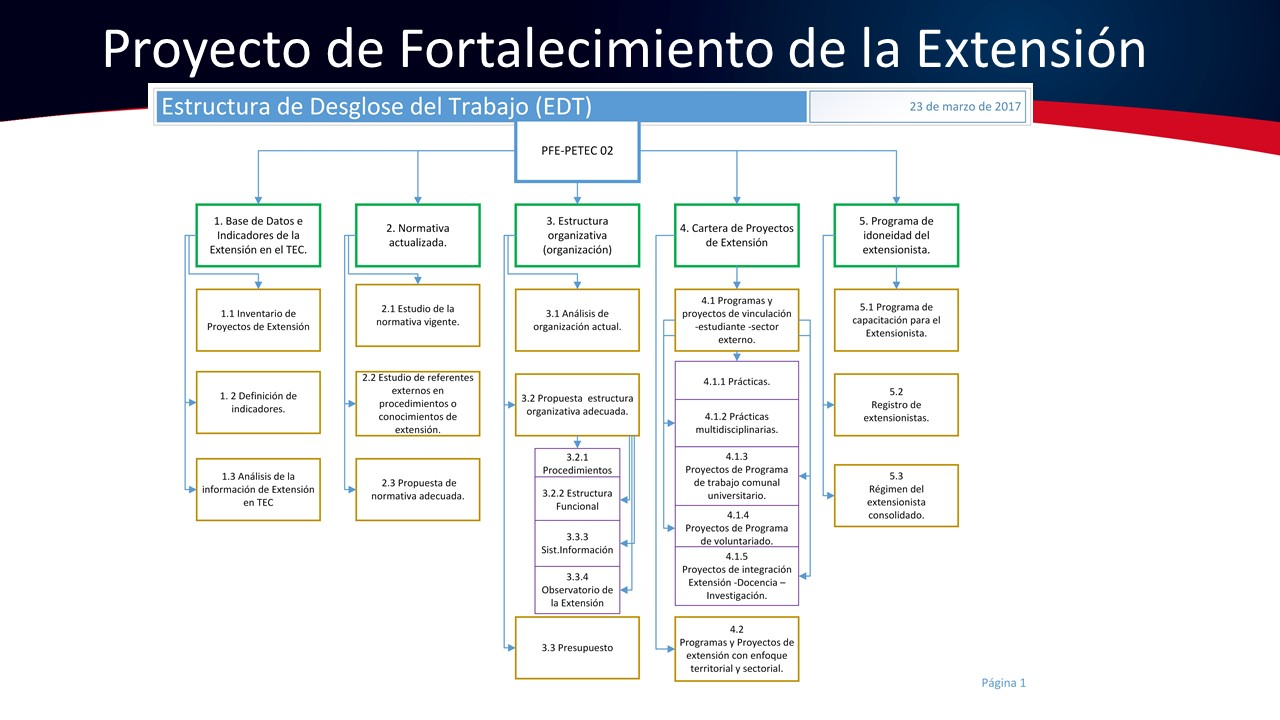 Proyecto de Fortalecimiento de la Extensión
Estructura de Desglose del Trabajo (EDT)
23 de marzo de 2017
PFE-PETEC 02
1. Base de Datos e
Indicadores de la
Extensión en el TEC.
2. Normativa
actualizada.
3. Estructura
organizativa
(organización)
4. Cartera de Proyectos
de Extensión
5. Programa de
idoneidad del
extensionista.
1.1 Inventario de
Proyectos de Extensión
2.1 Estudio de la
normativa vigente.
3.1 Análisis de
organización actual.
4.1 Programas y
proyectos de vinculación
-estudiante -sector
externo.
5.1 Programa de
capacitación para el
Extensionista.
1. 2 Definición de
indicadores.
2.2 Estudio de referentes
externos en
procedimientos o
conocimientos de
extensión.
3.2 Propuesta  estructura
organizativa adecuada.
4.1.1 Prácticas.
4.1.2 Prácticas
multidisciplinarias.
5.2
Registro de
extensionistas.
1.3 Análisis de la
información de Extensión
en TEC
2.3 Propuesta de
normativa adecuada.
3.2.1
Procedimientos
3.2.2 Estructura
Funcional
3.3.3
Sist.Información
3.3.4
Observatorio de
la Extensión
4.1.3
Proyectos de Programa
de trabajo comunal
universitario.
4.1.4
Proyectos de Programa
de voluntariado.
4.1.5
Proyectos de integración
Extensión -Docencia –
Investigación.
5.3
Régimen del
extensionista
consolidado.
3.3 Presupuesto
4.2
Programas y Proyectos de
extensión con enfoque
territorial y sectorial.
Página 1